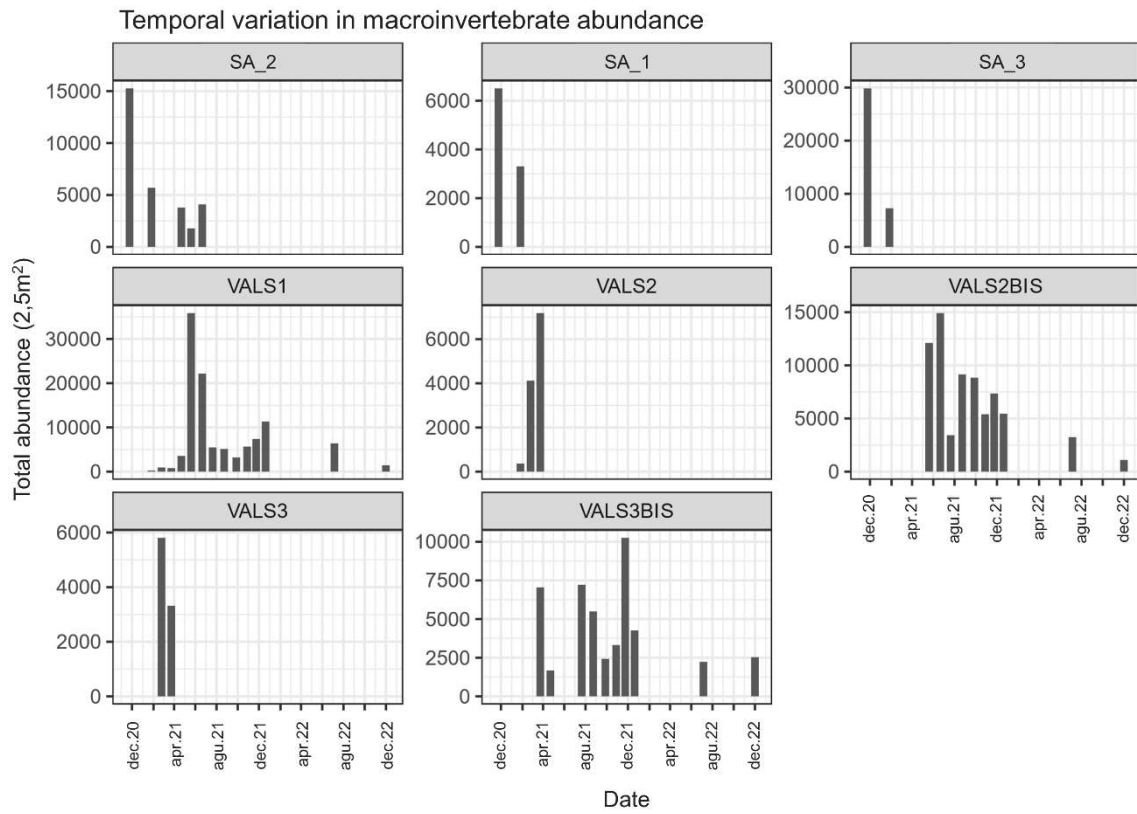 Temporal variation in macroinvertebrate abundance
Total abundance (2,5m²)
SA_2
15000
10000
5000
0
SA_1
6000
4000
2000
0
SA_3
30000
20000
10000
0
VALS1
30000
20000
10000
0
VALS2
6000
4000
2000
0
VALS2BIS
15000
10000
5000
0
dec.20
apr.21
agu.21
dec.21
apr.22
agu.22
dec.22
VALS3
6000
4000
2000
0
dec.20
apr.21
agu.21
dec.21
apr.22
agu.22
dec.22
VALS3BIS
10000
7500
5000
2500
0
dec.20
apr.21
agu.21
dec.21
apr.22
agu.22
dec.22
Date